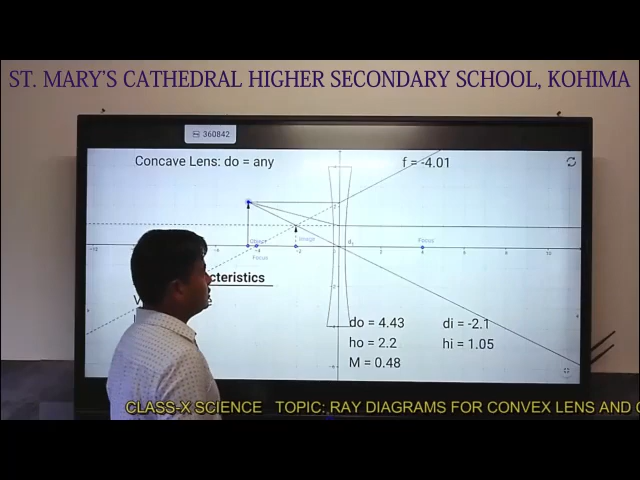 ST. MARY'S CATHEDRAL HIGHER SECONDARY SCHOOL, KOHIMA
360842
Concave Lens: do = any
f = -4.01
Object
Image
Focus
Focus
cteristics
do = 4.43
di = -2.1
ho = 2.2
hi = 1.05
M = 0.48
CLASS-X SCIENCE TOPIC: RAY DIAGRAMS FOR CONVEX LENS AND